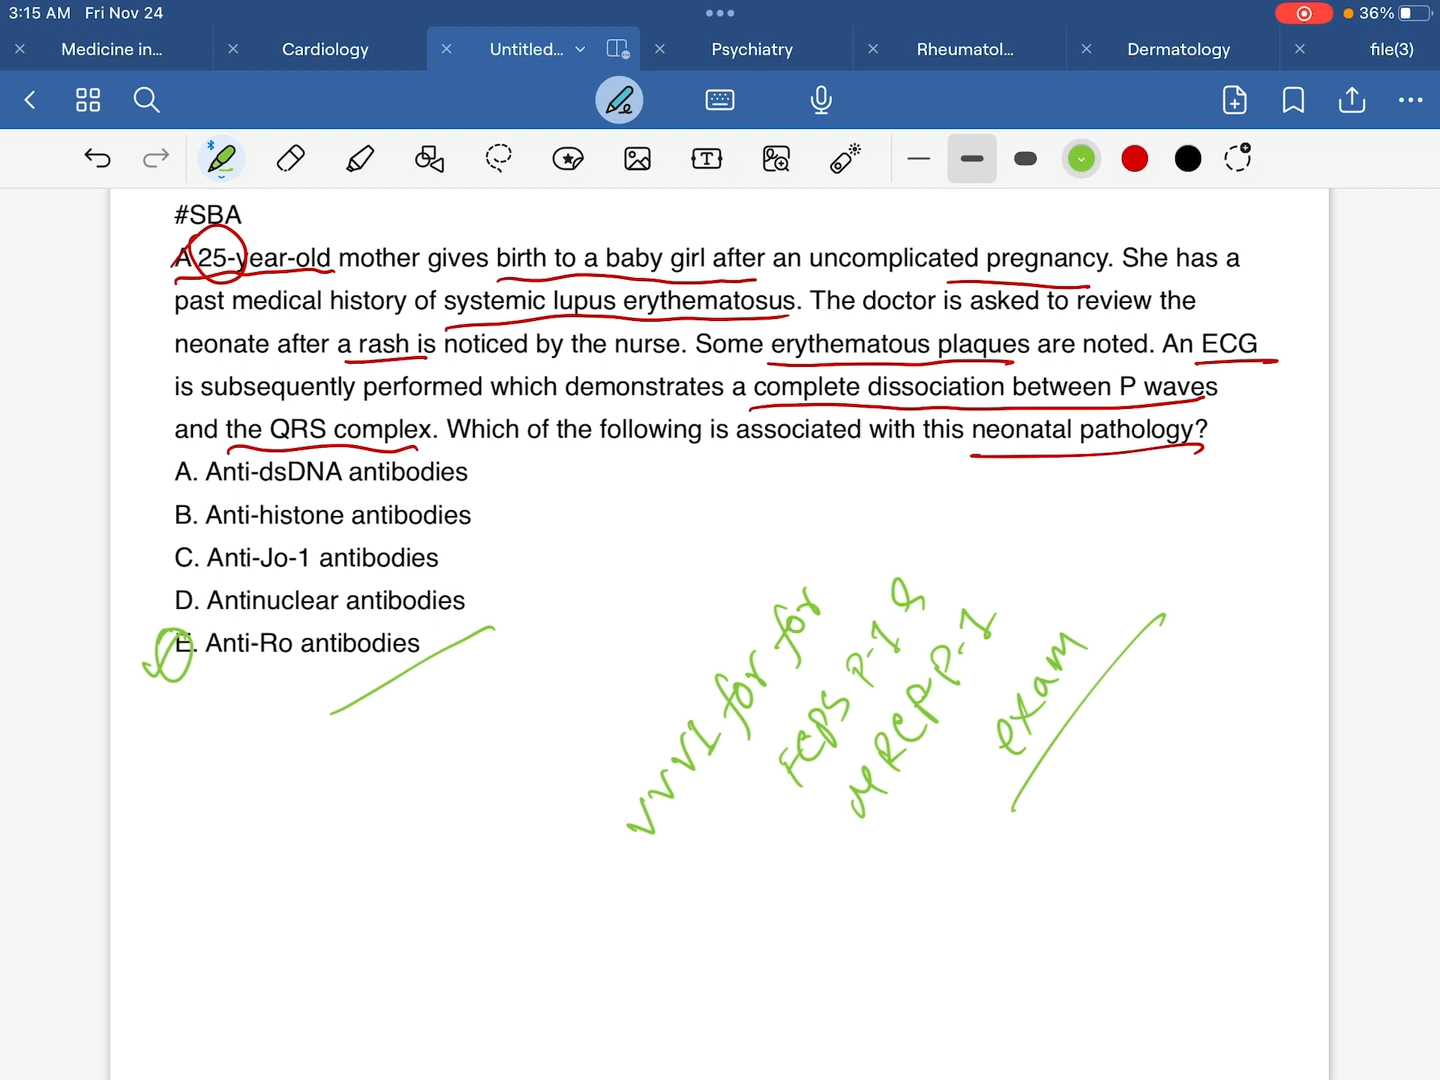 3:15 AM Fri Nov 24
36%
Medicine in...
Cardiology
Untitled...
Psychiatry
Rheumatol...
Dermatology
file(3)
#SBA
A 25-year-old mother gives birth to a baby girl after an uncomplicated pregnancy. She has a
past medical history of systemic lupus erythematosus. The doctor is asked to review the
neonate after a rash is noticed by the nurse. Some erythematous plaques are noted. An ECG
is subsequently performed which demonstrates a complete dissociation between P waves
and the QRS complex. Which of the following is associated with this neonatal pathology?
A. Anti-dsDNA antibodies
B. Anti-histone antibodies
C. Anti-Jo-1 antibodies
D. Antinuclear antibodies
E. Anti-Ro antibodies
VVVI for for
FCPS P-1 &
MRCP P-1
exam